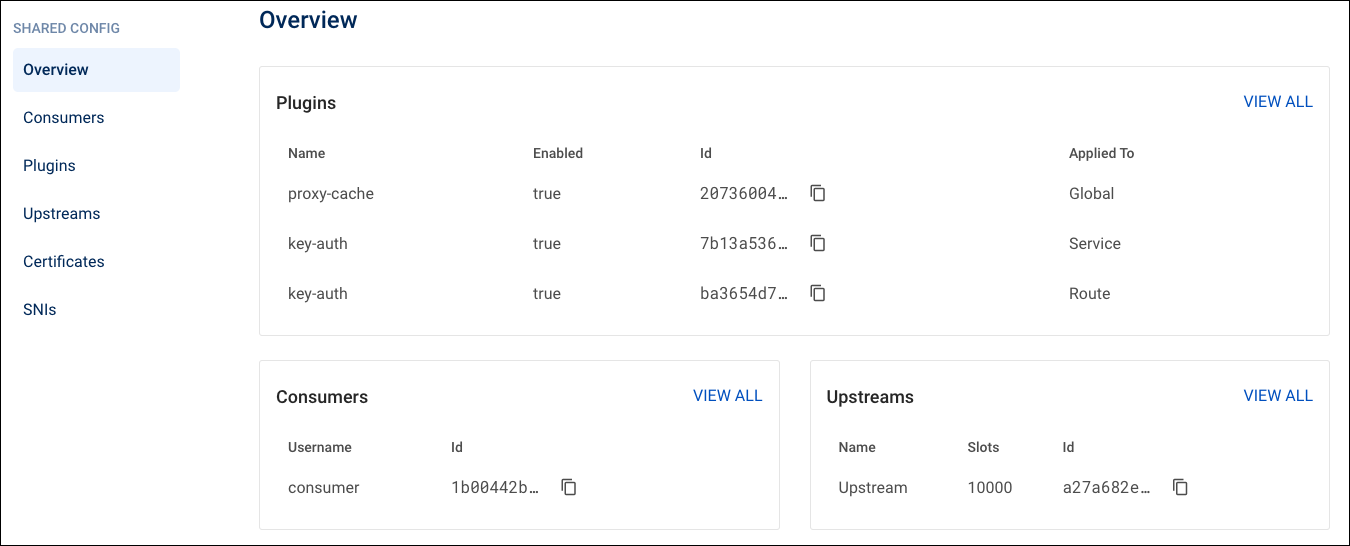 SHARED CONFIG
Overview
Consumers
Plugins
Upstreams
Certificates
SNIs
Overview
Plugins VIEW ALL
Name Enabled Id Applied To
proxy-cache true 20736004… Global
key-auth true 7b13a536… Service
key-auth true ba3654d7… Route
Consumers VIEW ALL
Username Id
consumer 1b00442b…
Upstreams VIEW ALL
Name Slots Id
Upstream 10000 a27a682e…